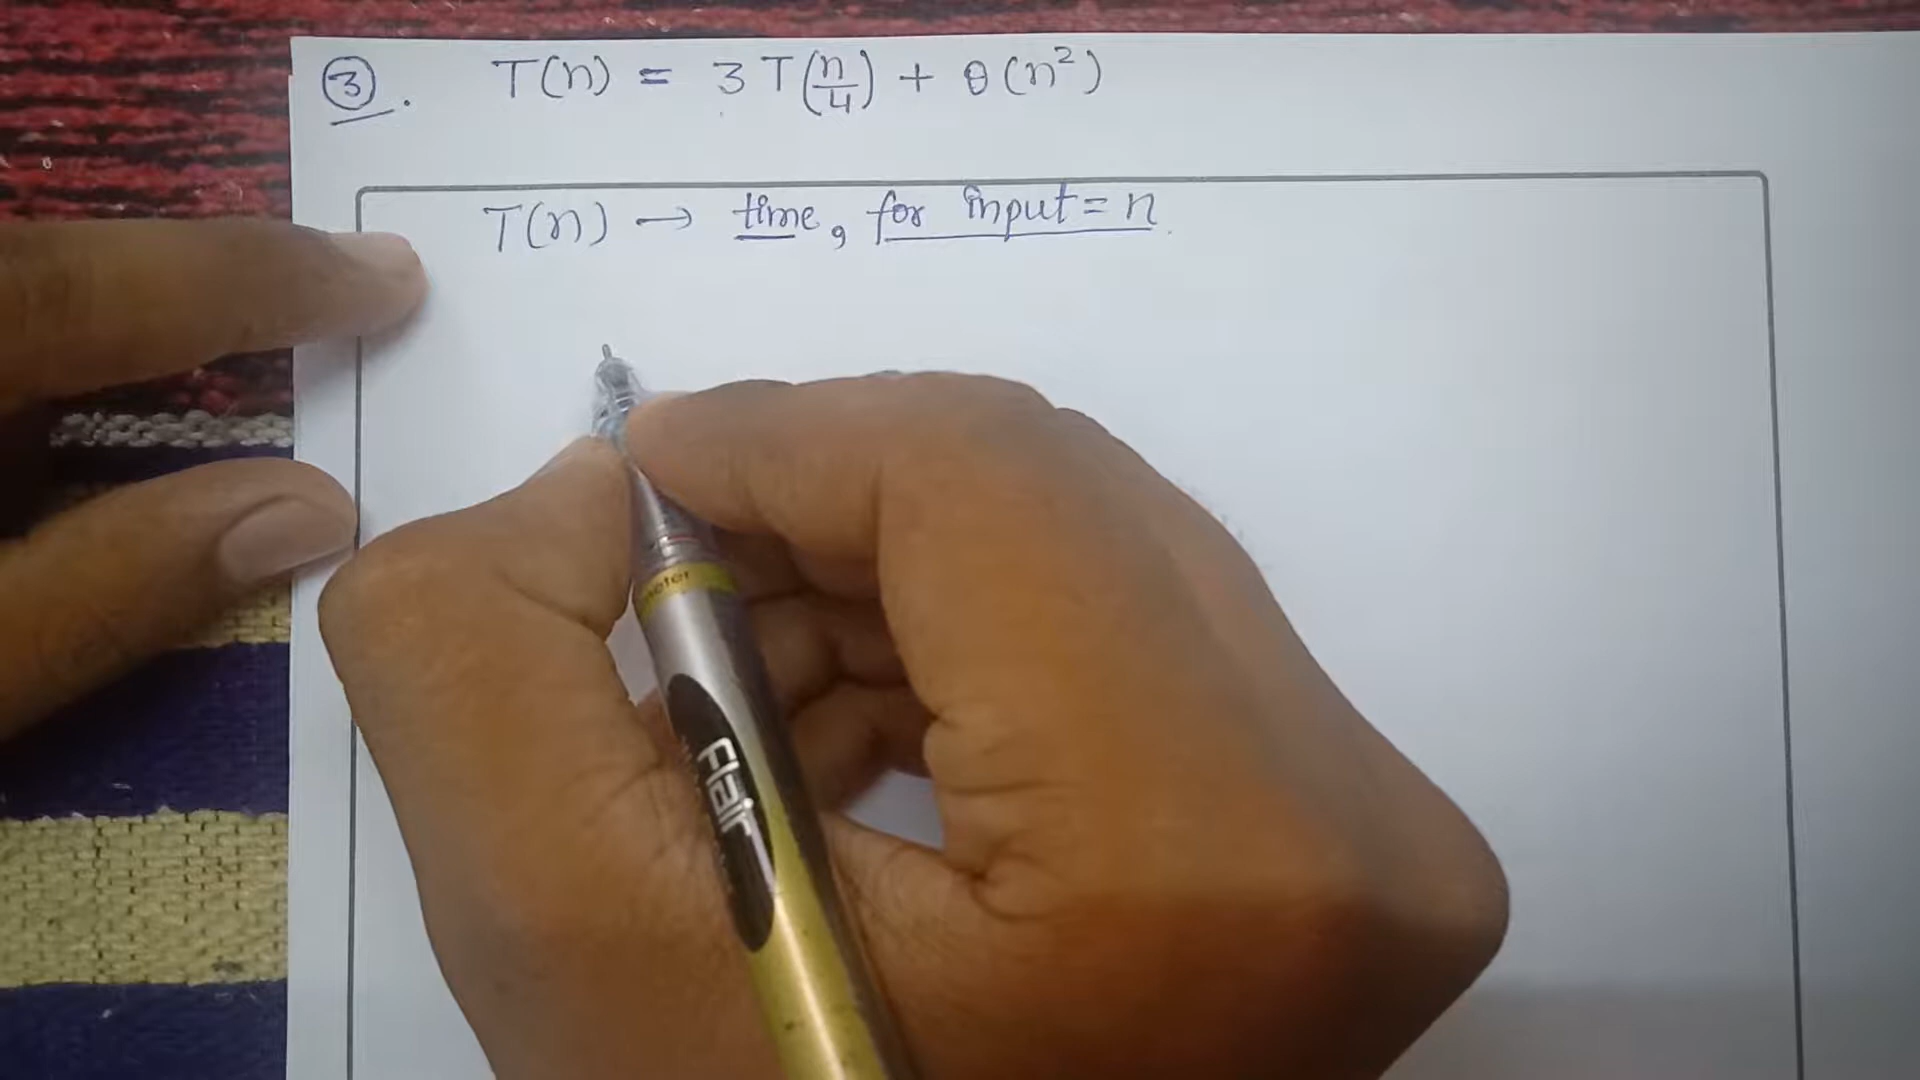 ③. T(n) = 3T(n/4) + θ(n²)
T(n) → time, for input = n.
Flair